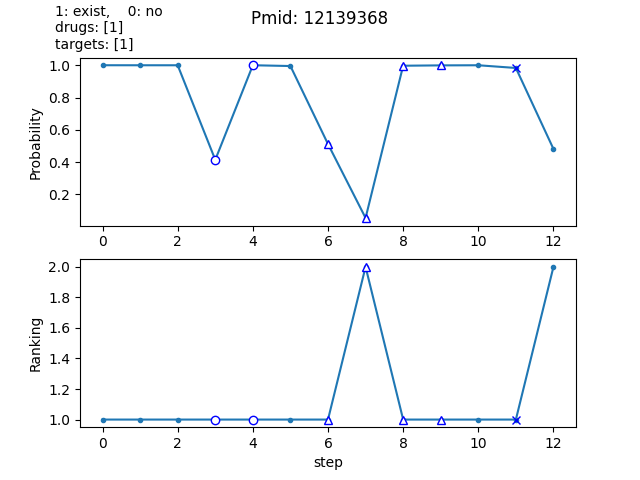 1: exist,    0: no
drugs: [1]
targets: [1]
Pmid: 12139368
1.0
0.8
0.6
0.4
0.2
Probability
0 2 4 6 8 10 12
2.0
1.8
1.6
1.4
1.2
1.0
Ranking
0 2 4 6 8 10 12
step